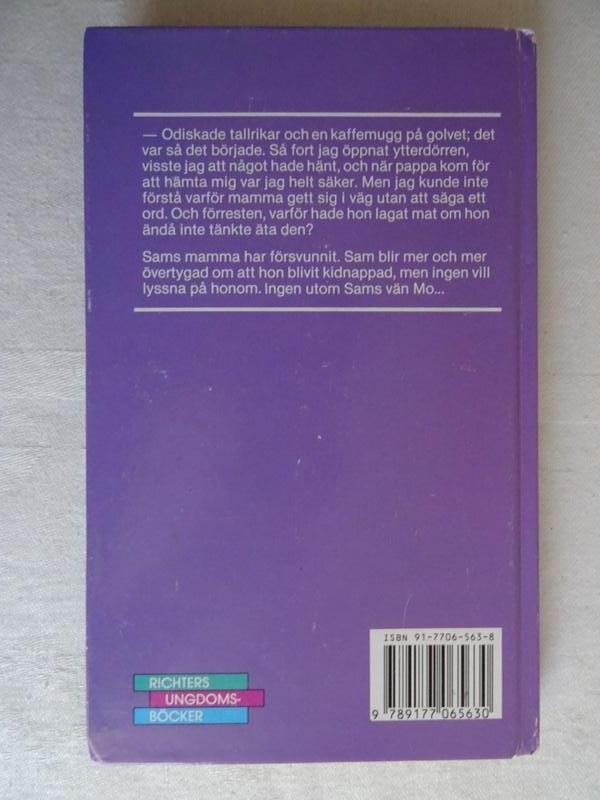 — Odiskade tallrikar och en kaffemugg på golvet; det
var så det började. Så fort jag öppnat ytterdörren,
visste jag att något hade hänt, och när pappa kom för
att hämta mig var jag helt säker. Men jag kunde inte
förstå varför mamma gett sig i väg utan att säga ett
ord. Och förresten, varför hade hon lagat mat om hon
ändå inte tänkte äta den?
Sams mamma har försvunnit. Sam blir mer och mer
övertygad om att hon blivit kidnappad, men ingen vill
lyssna på honom. Ingen utom Sams vän Mo...
ISBN 91-7706-563-8
9 789177 065630
RICHTERS
UNGDOMS-
BÖCKER